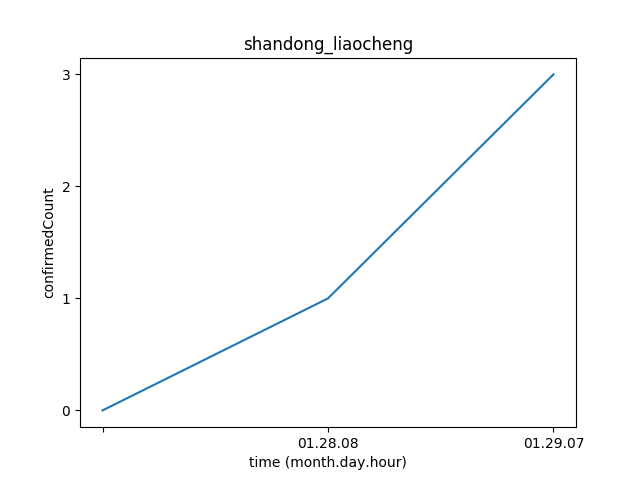 shandong_liaocheng
3
2
1
0
confirmedCount
01.28.08
01.29.07
time (month.day.hour)